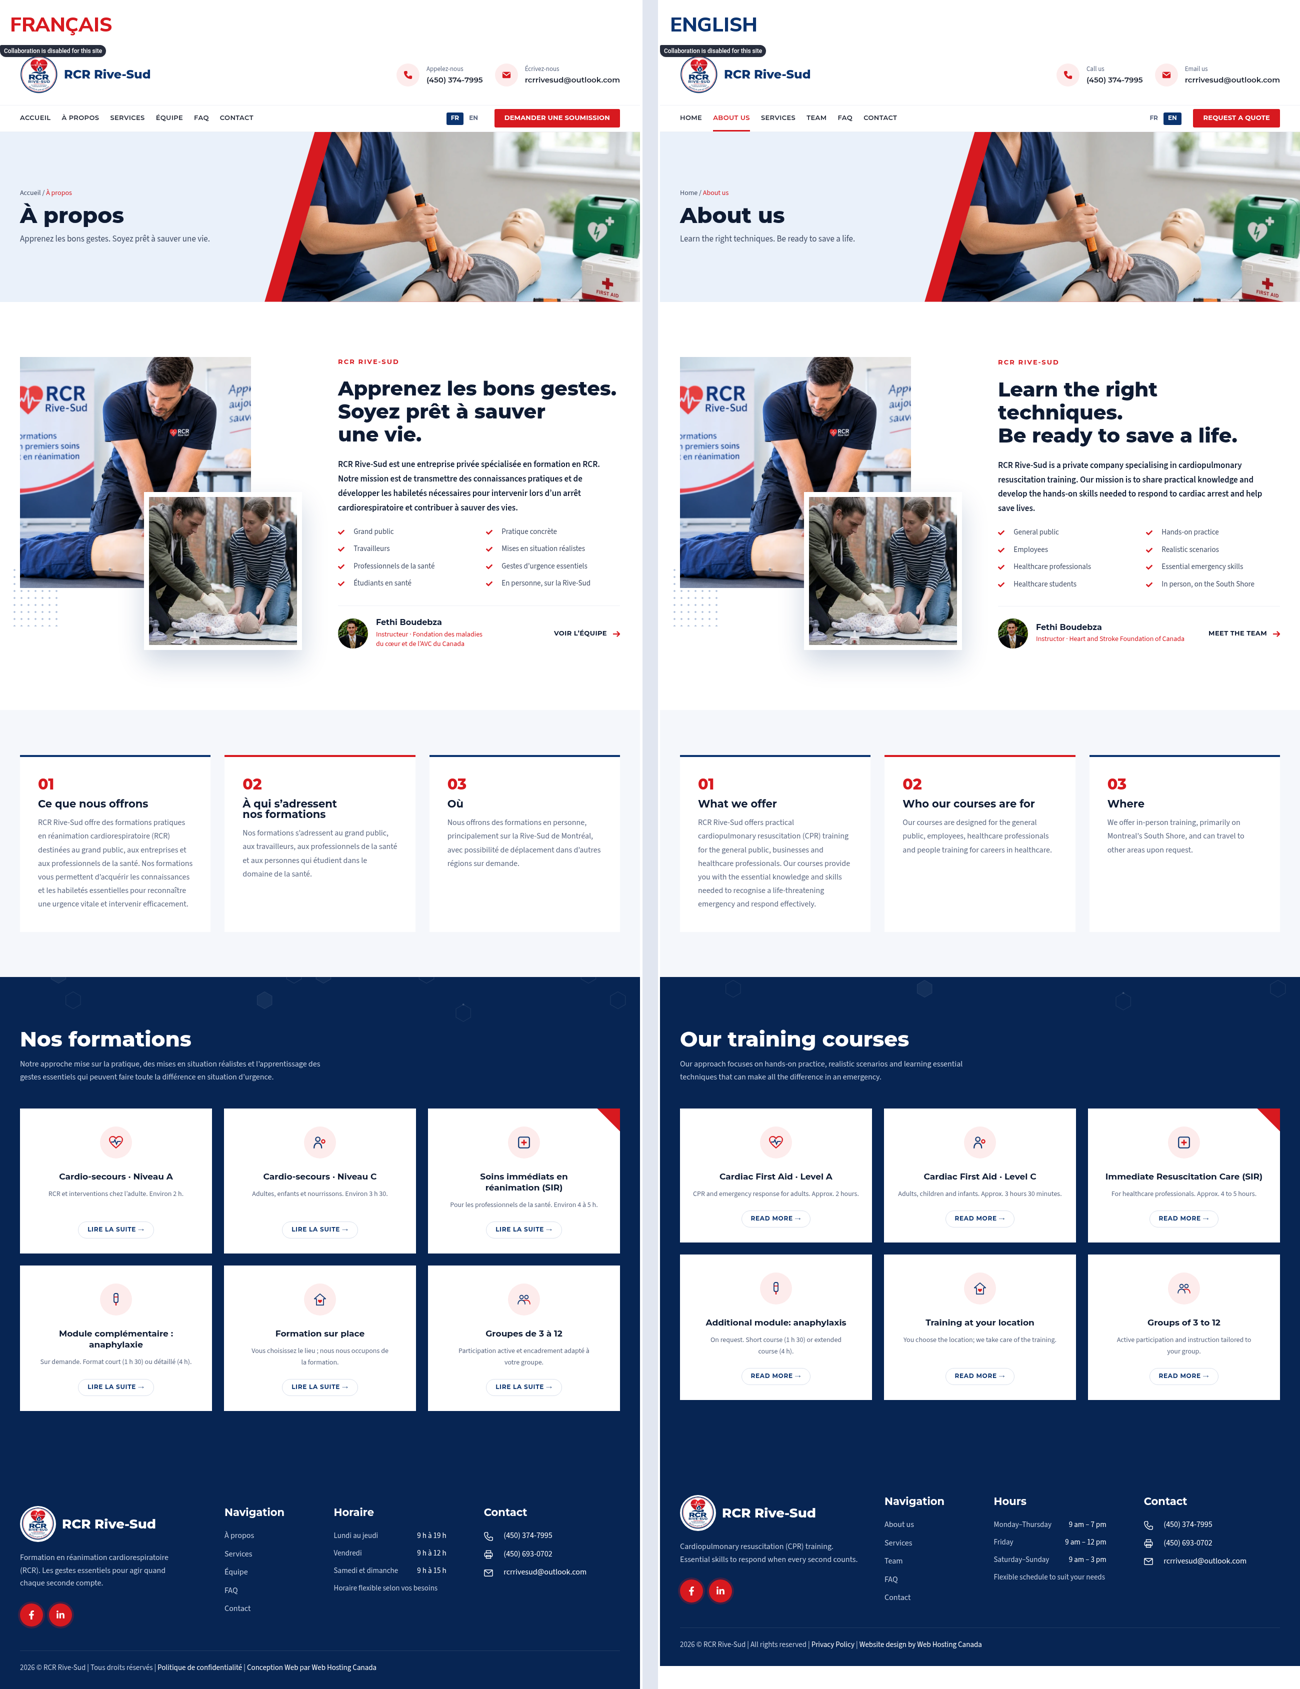 FRANÇAIS
Collaboration is disabled for this site
RCR
RIVE-SUD
RCR Rive-Sud
Appelez-nous
(450) 374-7995
Écrivez-nous
rcrrivesud@outlook.com
ACCUEIL
À PROPOS
SERVICES
ÉQUIPE
FAQ
CONTACT
FR
EN
DEMANDER UNE SOUMISSION
Accueil / À propos
À propos
Apprenez les bons gestes. Soyez prêt à sauver une vie.
FIRST AID
RCR
Rive-Sud
RCR
RCR RIVE-SUD
Apprenez les bons gestes.
Soyez prêt à sauver
une vie.
RCR Rive-Sud est une entreprise privée spécialisée en formation en RCR.
Notre mission est de transmettre des connaissances pratiques et de
développer les habiletés nécessaires pour intervenir lors d'un arrêt
cardiorespiratoire et contribuer à sauver des vies.
Grand public
Pratique concrète
Travailleurs
Mises en situation réalistes
Professionnels de la santé
Gestes d'urgence essentiels
Étudiants en santé
En personne, sur la Rive-Sud
Fethi Boudebza
Instructeur · Fondation des maladies
du cœur et de l'AVC du Canada
VOIR L'ÉQUIPE
01
Ce que nous offrons
RCR Rive-Sud offre des formations pratiques
en réanimation cardiorespiratoire (RCR)
destinées au grand public, aux entreprises et
aux professionnels de la santé. Nos formations
vous permettent d'acquérir les connaissances
et les habiletés essentielles pour reconnaître
une urgence vitale et intervenir efficacement.
02
À qui s'adressent
nos formations
Nos formations s'adressent au grand public,
aux travailleurs, aux professionnels de la santé
et aux personnes qui étudient dans le
domaine de la santé.
03
Où
Nous offrons des formations en personne,
principalement sur la Rive-Sud de Montréal,
avec possibilité de déplacement dans d'autres
régions sur demande.
Nos formations
Notre approche mise sur la pratique, des mises en situation réalistes et l'apprentissage des
gestes essentiels qui peuvent faire toute la différence en situation d'urgence.
Cardio-secours · Niveau A
RCR et interventions chez l'adulte. Environ 2 h.
LIRE LA SUITE →
Cardio-secours · Niveau C
Adultes, enfants et nourrissons. Environ 3 h 30.
LIRE LA SUITE →
Soins immédiats en
réanimation (SIR)
Pour les professionnels de la santé. Environ 4 à 5 h.
LIRE LA SUITE →
Module complémentaire :
anaphylaxie
Sur demande. Format court (1 h 30) ou détaillé (4 h).
LIRE LA SUITE →
Formation sur place
Vous choisissez le lieu ; nous nous occupons de
la formation.
LIRE LA SUITE →
Groupes de 3 à 12
Participation active et encadrement adapté à
votre groupe.
LIRE LA SUITE →
RCR Rive-Sud
Formation en réanimation cardiorespiratoire
(RCR). Les gestes essentiels pour agir quand
chaque seconde compte.
Navigation
À propos
Services
Équipe
FAQ
Contact
Horaire
Lundi au jeudi 9 h à 19 h
Vendredi 9 h à 12 h
Samedi et dimanche 9 h à 15 h
Horaire flexible selon vos besoins
Contact
(450) 374-7995
(450) 693-0702
rcrrivesud@outlook.com
2026 © RCR Rive-Sud | Tous droits réservés | Politique de confidentialité | Conception Web par Web Hosting Canada
ENGLISH
Collaboration is disabled for this site
RCR
RIVE-SUD
RCR Rive-Sud
Call us
(450) 374-7995
Email us
rcrrivesud@outlook.com
HOME
ABOUT US
SERVICES
TEAM
FAQ
CONTACT
FR
EN
REQUEST A QUOTE
Home / About us
About us
Learn the right techniques. Be ready to save a life.
FIRST AID
RCR
Rive-Sud
RCR
RCR RIVE-SUD
Learn the right
techniques.
Be ready to save a life.
RCR Rive-Sud is a private company specialising in cardiopulmonary
resuscitation training. Our mission is to share practical knowledge and
develop the hands-on skills needed to respond to cardiac arrest and help
save lives.
General public
Hands-on practice
Employees
Realistic scenarios
Healthcare professionals
Essential emergency skills
Healthcare students
In person, on the South Shore
Fethi Boudebza
Instructor · Heart and Stroke Foundation of Canada
MEET THE TEAM
01
What we offer
RCR Rive-Sud offers practical
cardiopulmonary resuscitation (CPR) training
for the general public, businesses and
healthcare professionals. Our courses provide
you with the essential knowledge and skills
needed to recognise a life-threatening
emergency and respond effectively.
02
Who our courses are for
Our courses are designed for the general
public, employees, healthcare professionals
and people training for careers in healthcare.
03
Where
We offer in-person training, primarily on
Montreal's South Shore, and can travel to
other areas upon request.
Our training courses
Our approach focuses on hands-on practice, realistic scenarios and learning essential
techniques that can make all the difference in an emergency.
Cardiac First Aid · Level A
CPR and emergency response for adults. Approx. 2 hours.
READ MORE →
Cardiac First Aid · Level C
Adults, children and infants. Approx. 3 hours 30 minutes.
READ MORE →
Immediate Resuscitation Care (SIR)
For healthcare professionals. Approx. 4 to 5 hours.
READ MORE →
Additional module: anaphylaxis
On request. Short course (1 h 30) or extended
course (4 h).
READ MORE →
Training at your location
You choose the location; we take care of the training.
READ MORE →
Groups of 3 to 12
Active participation and instruction tailored to
your group.
READ MORE →
RCR Rive-Sud
Cardiopulmonary resuscitation (CPR) training.
Essential skills to respond when every second counts.
Navigation
About us
Services
Team
FAQ
Contact
Hours
Monday–Thursday 9 am – 7 pm
Friday 9 am – 12 pm
Saturday–Sunday 9 am – 3 pm
Flexible schedule to suit your needs
Contact
(450) 374-7995
(450) 693-0702
rcrrivesud@outlook.com
2026 © RCR Rive-Sud | All rights reserved | Privacy Policy | Website design by Web Hosting Canada